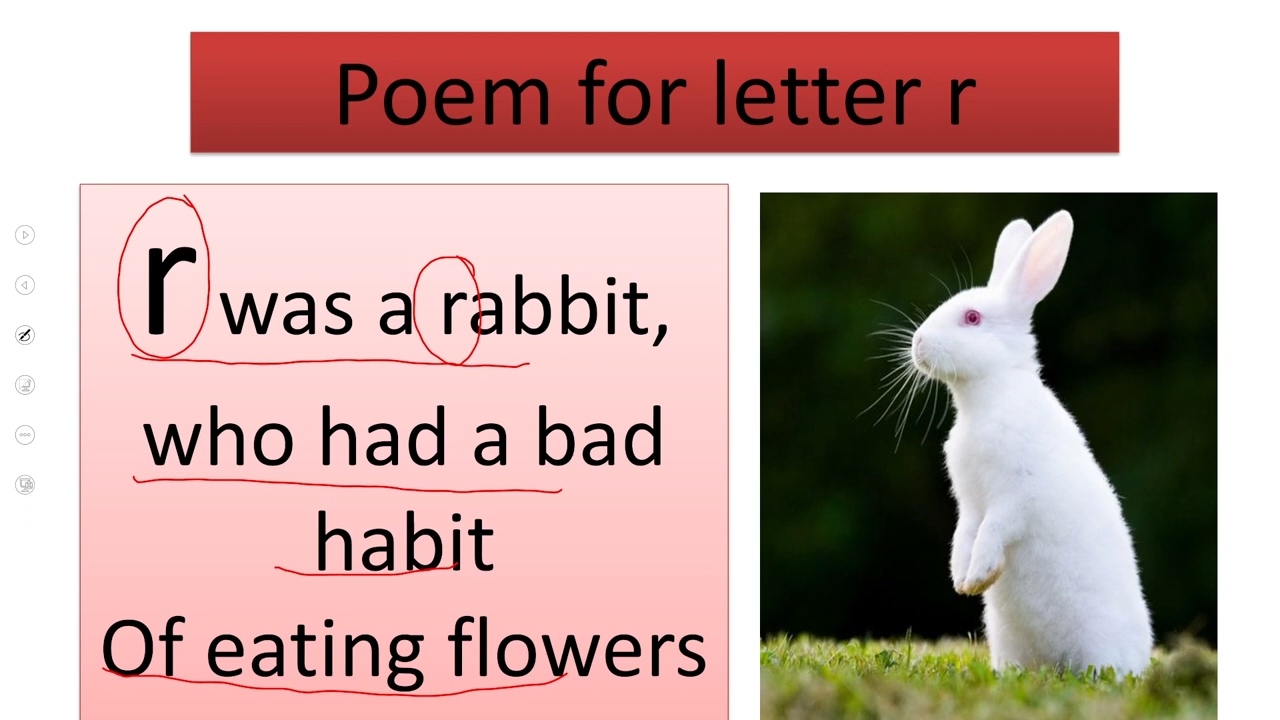 Poem for letter r
r was a rabbit,
who had a bad
habit
Of eating flowers